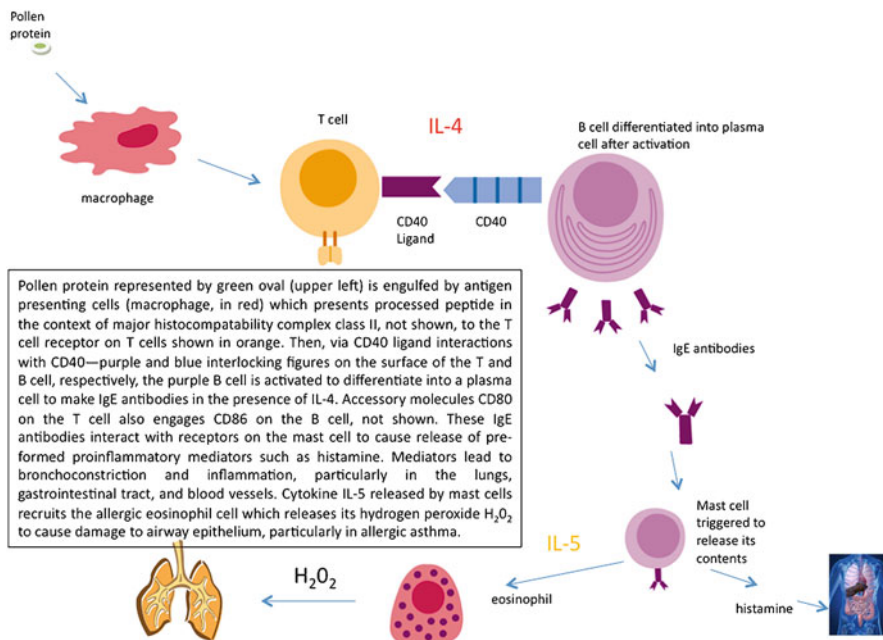 Pollen
protein
macrophage
T cell
IL-4
CD40
Ligand
CD40
B cell differentiated into plasma
cell after activation
IgE antibodies
Pollen protein represented by green oval (upper left) is engulfed by antigen
presenting cells (macrophage, in red) which presents processed peptide in
the context of major histocompatability complex class II, not shown, to the T
cell receptor on T cells shown in orange. Then, via CD40 ligand interactions
with CD40—purple and blue interlocking figures on the surface of the T and
B cell, respectively, the purple B cell is activated to differentiate into a plasma
cell to make IgE antibodies in the presence of IL-4. Accessory molecules CD80
on the T cell also engages CD86 on the B cell, not shown. These IgE
antibodies interact with receptors on the mast cell to cause release of pre-
formed proinflammatory mediators such as histamine. Mediators lead to
bronchoconstriction and inflammation, particularly in the lungs,
gastrointestinal tract, and blood vessels. Cytokine IL-5 released by mast cells
recruits the allergic eosinophil cell which releases its hydrogen peroxide H₂O₂
to cause damage to airway epithelium, particularly in allergic asthma.
Mast cell
triggered to
release its
contents
IL-5
H₂0₂
eosinophil
histamine